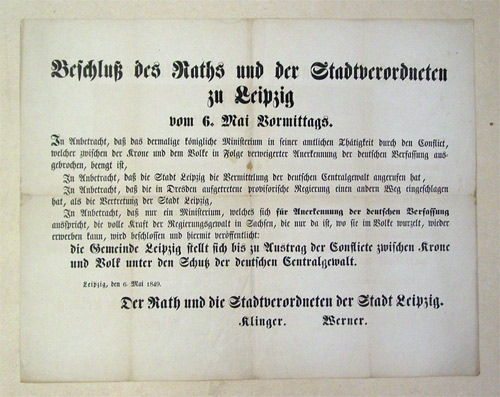 Beschluß des Raths und der Stadtverordneten
zu Leipzig
vom 6. Mai Vormittags.
In Anbetracht, daß das dermalige königliche Ministerium in seiner amtlichen Thätigkeit durch den Conflict,
welcher zwischen der Krone und dem Volke in Folge verweigerter Anerkennung der deutschen Verfassung aus-
gebrochen, beengt ist,
In Anbetracht, daß die Stadt Leipzig die Vermittelung der deutschen Centralgewalt angerufen hat,
In Anbetracht, daß die in Dresden aufgetretene provisorische Regierung einen andern Weg eingeschlagen
hat, als die Vertretung der Stadt Leipzig,
In Anbetracht, daß nur ein Ministerium, welches sich für Anerkennung der deutschen Verfassung
ausspricht, die volle Kraft der Regierungsgewalt in Sachsen, die nur da ist, wo sie im Volke wurzelt, wieder
erwerben kann, wird beschlossen und hiermit veröffentlicht:
die Gemeinde Leipzig stellt sich bis zu Austrag der Conflicte zwischen Krone
und Volk unter den Schutz der deutschen Centralgewalt.
Leipzig, den 6. Mai 1849.
Der Rath und die Stadtverordneten der Stadt Leipzig.
Klinger. Werner.